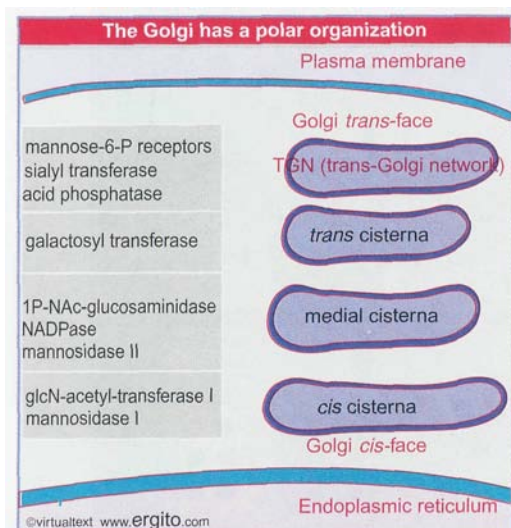 The Golgi has a polar organization
Plasma membrane
Golgi trans-face
mannose-6-P receptors
sialyl transferase
acid phosphatase
TGN (trans-Golgi network)
galactosyl transferase
trans cisterna
1P-NAc-glucosaminidase
NADPase
mannosidase II
medial cisterna
glcN-acetyl-transferase I
mannosidase I
cis cisterna
Golgi cis-face
Endoplasmic reticulum
©virtualtext www.ergito.com